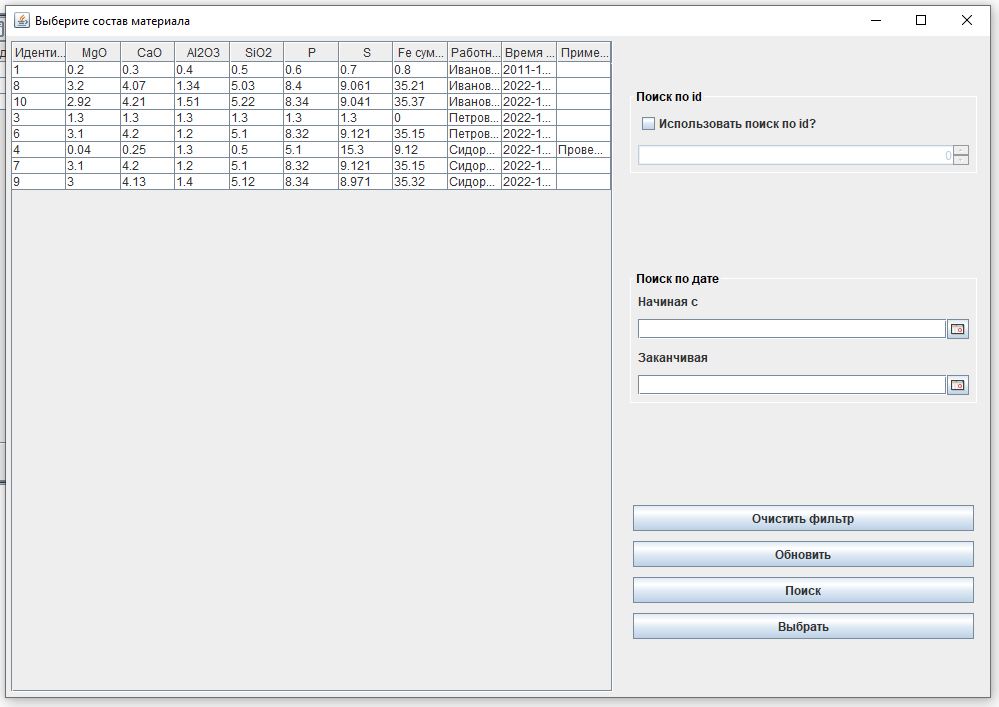 Выберите состав материала
Иденти... MgO CaO Al2O3 SiO2 P S Fe сум... Работн... Время ... Приме...
1 0.2 0.3 0.4 0.5 0.6 0.7 0.8 Иванов... 2011-1...
8 3.2 4.07 1.34 5.03 8.4 9.061 35.21 Иванов... 2022-1...
10 2.92 4.21 1.51 5.22 8.34 9.041 35.37 Иванов... 2022-1...
3 1.3 1.3 1.3 1.3 1.3 1.3 0 Петров... 2022-1...
6 3.1 4.2 1.2 5.1 8.32 9.121 35.15 Петров... 2022-1...
4 0.04 0.25 1.3 0.5 5.1 15.3 9.12 Сидор... 2022-1... Прове...
7 3.1 4.2 1.2 5.1 8.32 9.121 35.15 Сидор... 2022-1...
9 3 4.13 1.4 5.12 8.34 8.971 35.32 Сидор... 2022-1...
Поиск по id
Использовать поиск по id?
0
Поиск по дате
Начиная с
Заканчивая
Очистить фильтр
Обновить
Поиск
Выбрать